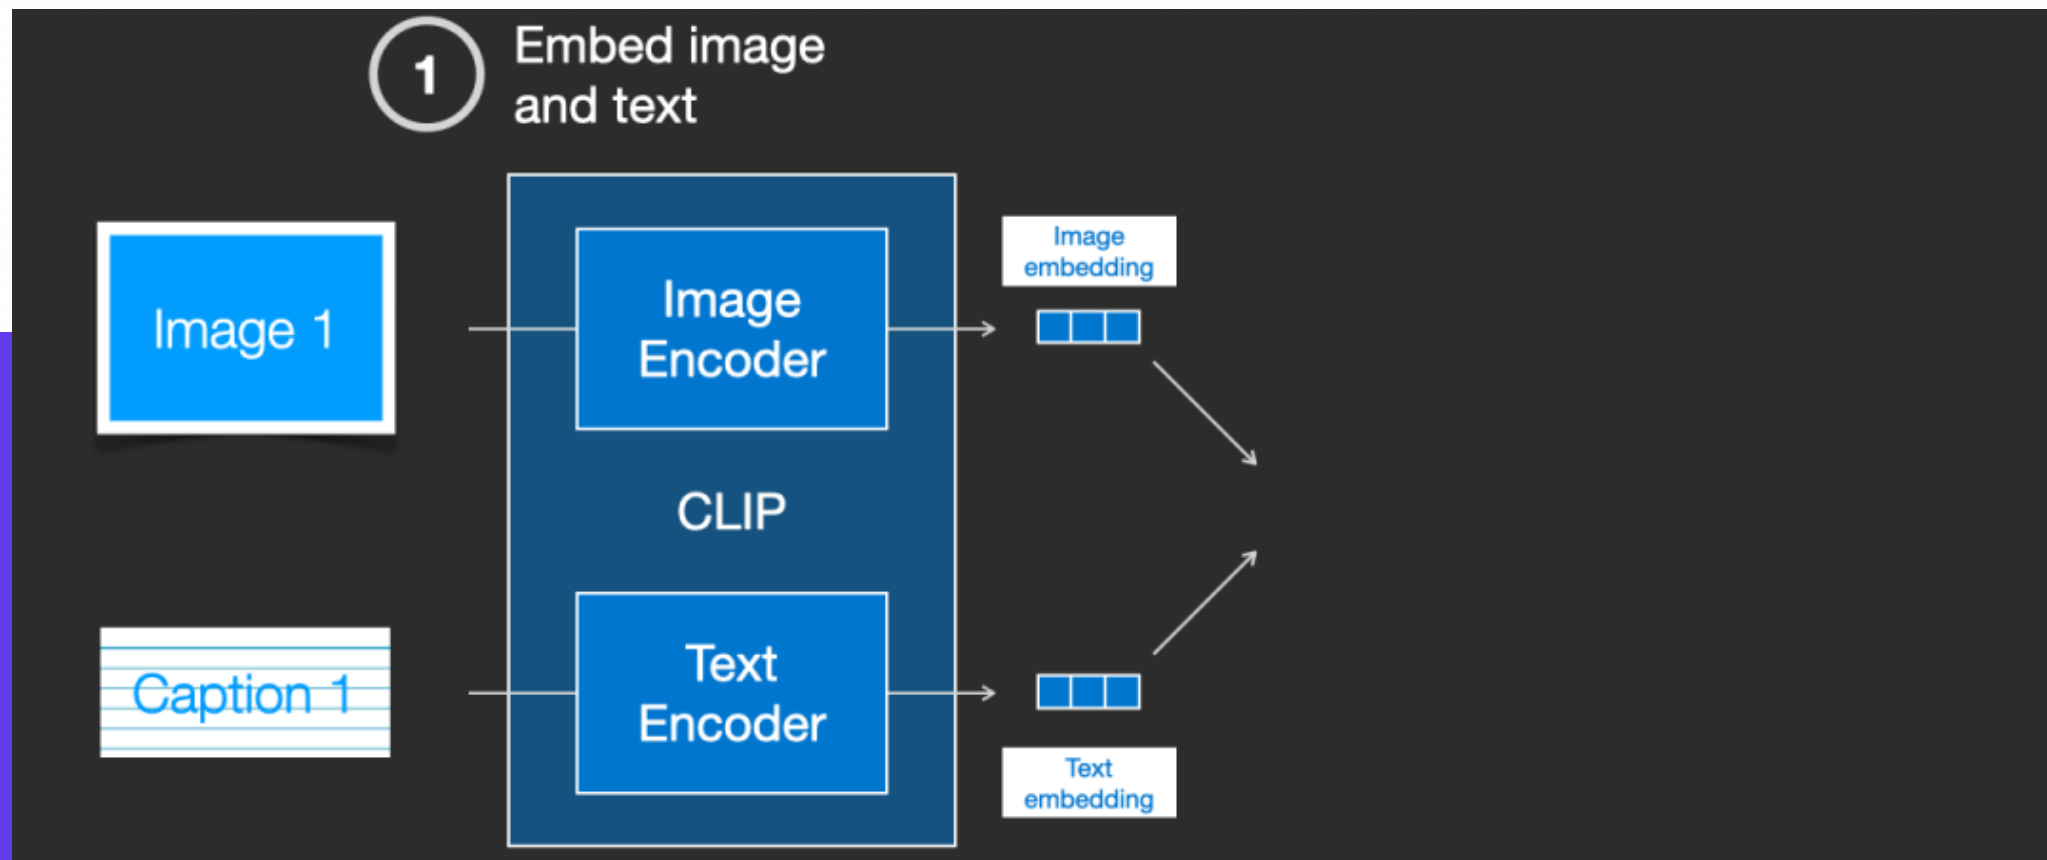 1
Embed image
and text
Image 1
Image
Encoder
Image
embedding
CLIP
Caption 1
Text
Encoder
Text
embedding